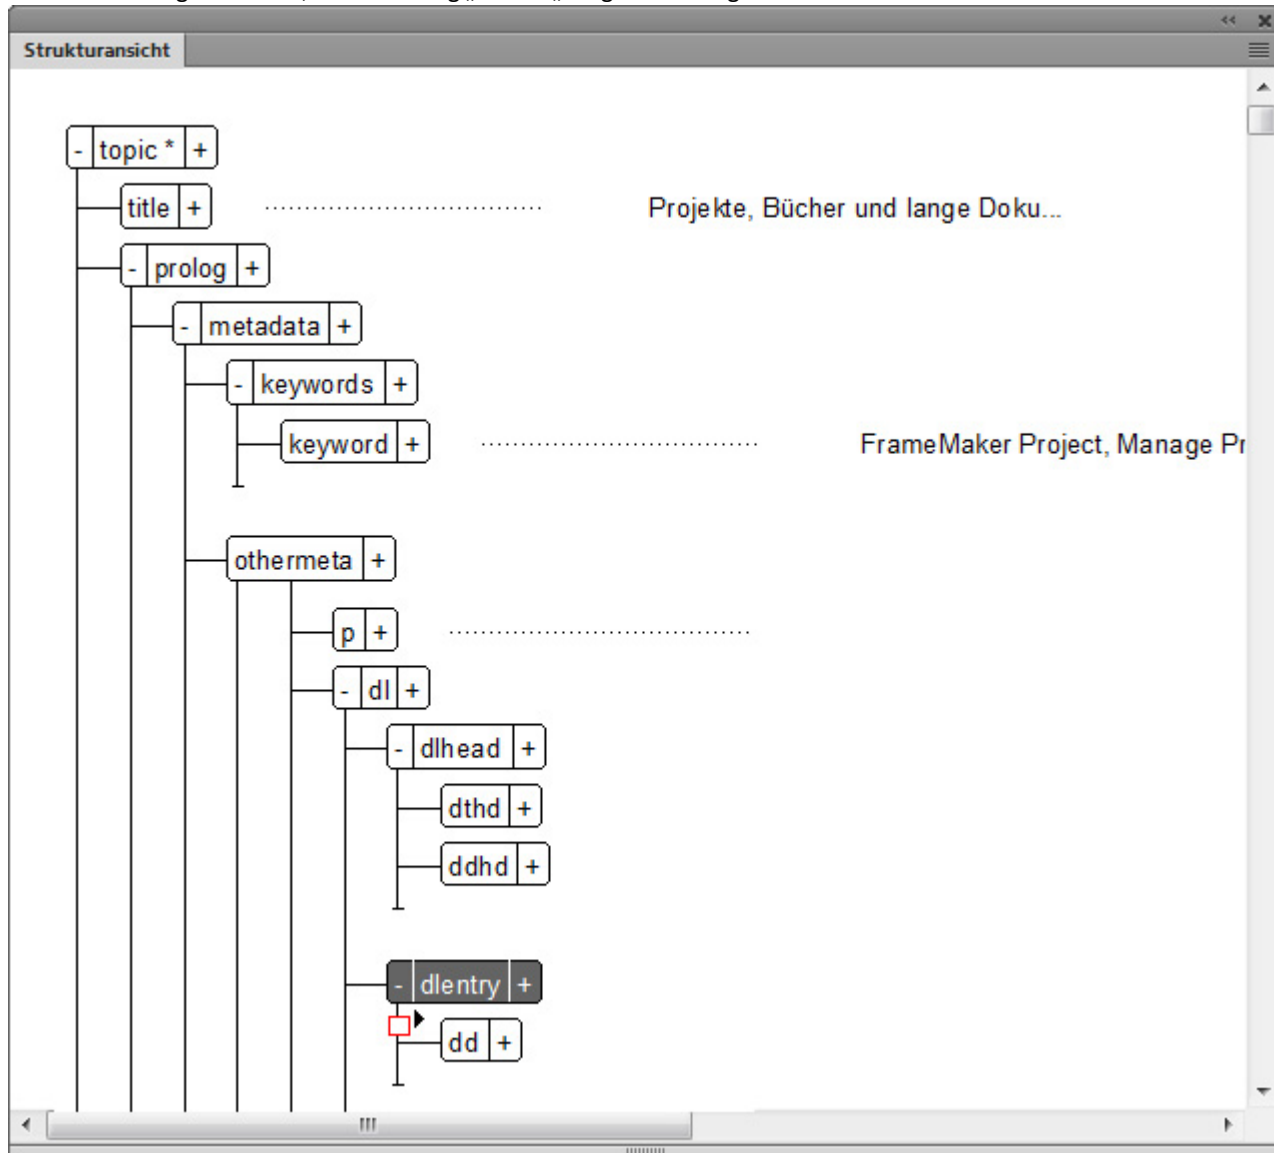 Strukturansicht
- topic * +
title + Projekte, Bücher und lange Doku...
- prolog +
- metadata +
- keywords +
keyword + FrameMaker Project, Manage Pr
othermeta +
p +
- dl +
- dlhead +
dthd +
ddhd +
- dlentry +
dd +